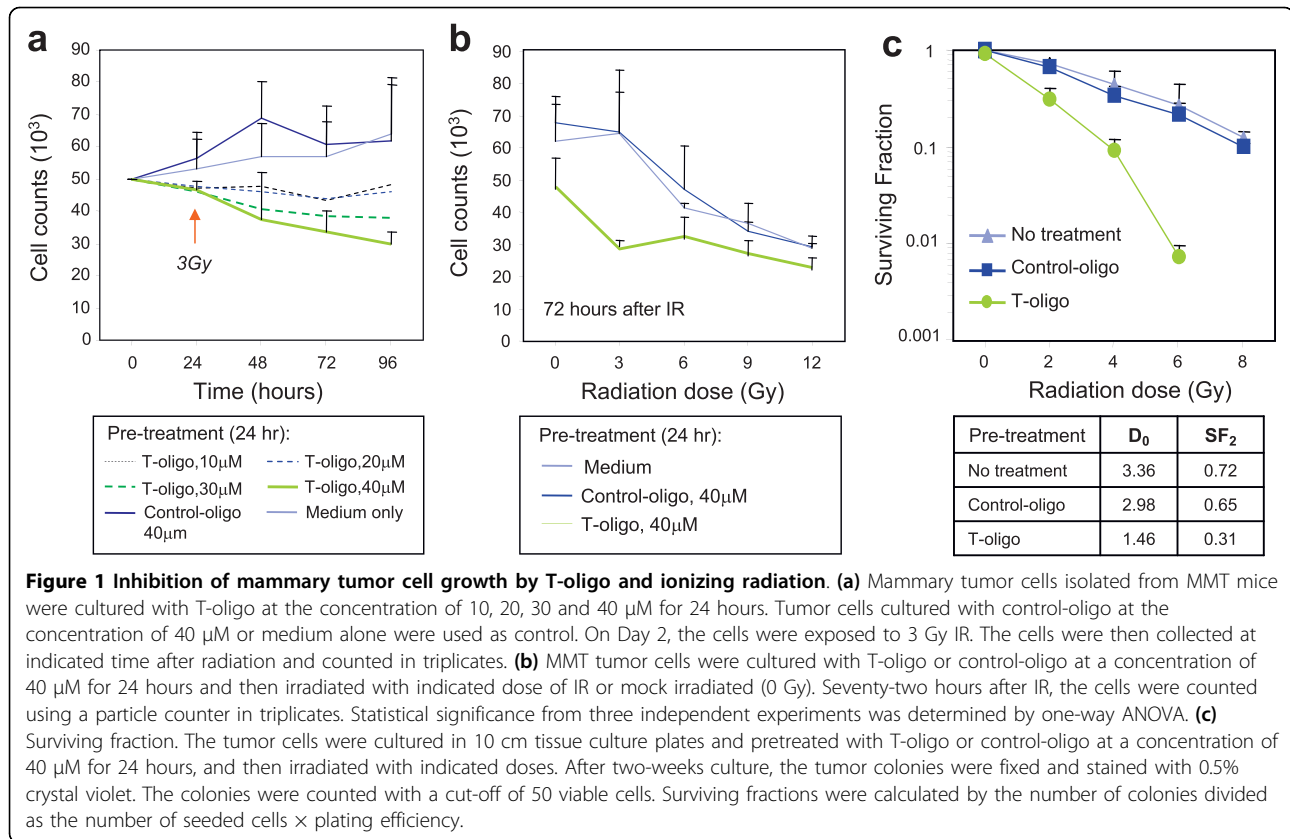 a
90
80
70
60
50
40
30
20
10
0
Cell counts (10³)
3Gy
0 24 48 72 96
Time (hours)
Pre-treatment (24 hr):
T-oligo,10µM T-oligo,20µM
T-oligo,30µM T-oligo,40µM
Control-oligo Medium only
40µm
b
90
80
70
60
50
40
30
20
10
0
Cell counts (10³)
72 hours after IR
0 3 6 9 12
Radiation dose (Gy)
Pre-treatment (24 hr):
Medium
Control-oligo, 40µM
T-oligo, 40µM
c
1
0.1
0.01
0.001
Surviving Fraction
No treatment
Control-oligo
T-oligo
0 2 4 6 8
Radiation dose (Gy)
Pre-treatment D₀ SF₂
No treatment 3.36 0.72
Control-oligo 2.98 0.65
T-oligo 1.46 0.31
Figure 1 Inhibition of mammary tumor cell growth by T-oligo and ionizing radiation. (a) Mammary tumor cells isolated from MMT mice
were cultured with T-oligo at the concentration of 10, 20, 30 and 40 µM for 24 hours. Tumor cells cultured with control-oligo at the
concentration of 40 µM or medium alone were used as control. On Day 2, the cells were exposed to 3 Gy IR. The cells were then collected at
indicated time after radiation and counted in triplicates. (b) MMT tumor cells were cultured with T-oligo or control-oligo at a concentration of
40 µM for 24 hours and then irradiated with indicated dose of IR or mock irradiated (0 Gy). Seventy-two hours after IR, the cells were counted
using a particle counter in triplicates. Statistical significance from three independent experiments was determined by one-way ANOVA. (c)
Surviving fraction. The tumor cells were cultured in 10 cm tissue culture plates and pretreated with T-oligo or control-oligo at a concentration of
40 µM for 24 hours, and then irradiated with indicated doses. After two-weeks culture, the tumor colonies were fixed and stained with 0.5%
crystal violet. The colonies were counted with a cut-off of 50 viable cells. Surviving fractions were calculated by the number of colonies divided
as the number of seeded cells × plating efficiency.